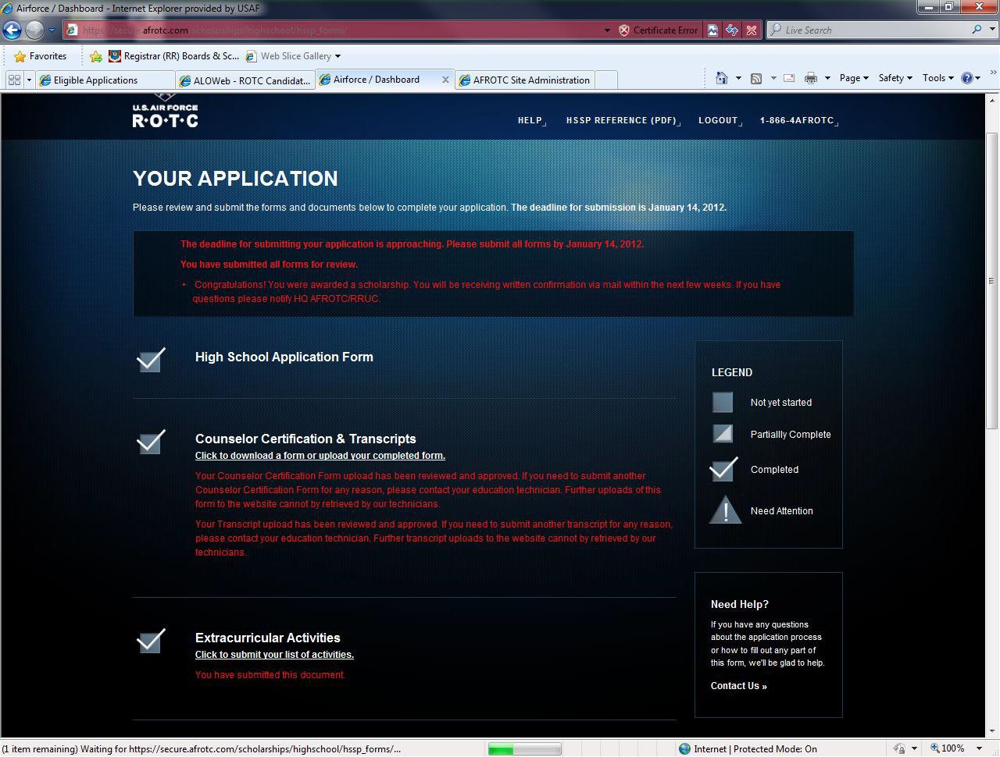 Airforce / Dashboard - Internet Explorer provided by USAF
https://secure.afrotc.com/scholarships/highschool/hssp_forms/
Certificate Error
Live Search
Favorites
Registrar (RR) Boards & Sc...
Web Slice Gallery
Eligible Applications
ALOWeb - ROTC Candidat...
Airforce / Dashboard
AFROTC Site Administration
Page
Safety
Tools
U.S. AIR FORCE
R·O·T·C
HELP
HSSP REFERENCE (PDF)
LOGOUT
1-866-4AFROTC
YOUR APPLICATION
Please review and submit the forms and documents below to complete your application. The deadline for submission is January 14, 2012.
The deadline for submitting your application is approaching. Please submit all forms by January 14, 2012.
You have submitted all forms for review.
• Congratulations! You were awarded a scholarship. You will be receiving written confirmation via mail within the next few weeks. If you have
questions please notify HQ AFROTC/RRUC.
High School Application Form
Counselor Certification & Transcripts
Click to download a form or upload your completed form.
Your Counselor Certification Form upload has been reviewed and approved. If you need to submit another
Counselor Certification Form for any reason, please contact your education technician. Further uploads of this
form to the website cannot by retrieved by our technicians.
Your Transcript upload has been reviewed and approved. If you need to submit another transcript for any reason,
please contact your education technician. Further transcript uploads to the website cannot by retrieved by our
technicians.
Extracurricular Activities
Click to submit your list of activities.
You have submitted this document.
LEGEND
Not yet started
Partiallly Complete
Completed
Need Attention
Need Help?
If you have any questions
about the application process
or how to fill out any part of
this form, we'll be glad to help.
Contact Us »
(1 item remaining) Waiting for https://secure.afrotc.com/scholarships/highschool/hssp_forms/...
Internet | Protected Mode: On
100%